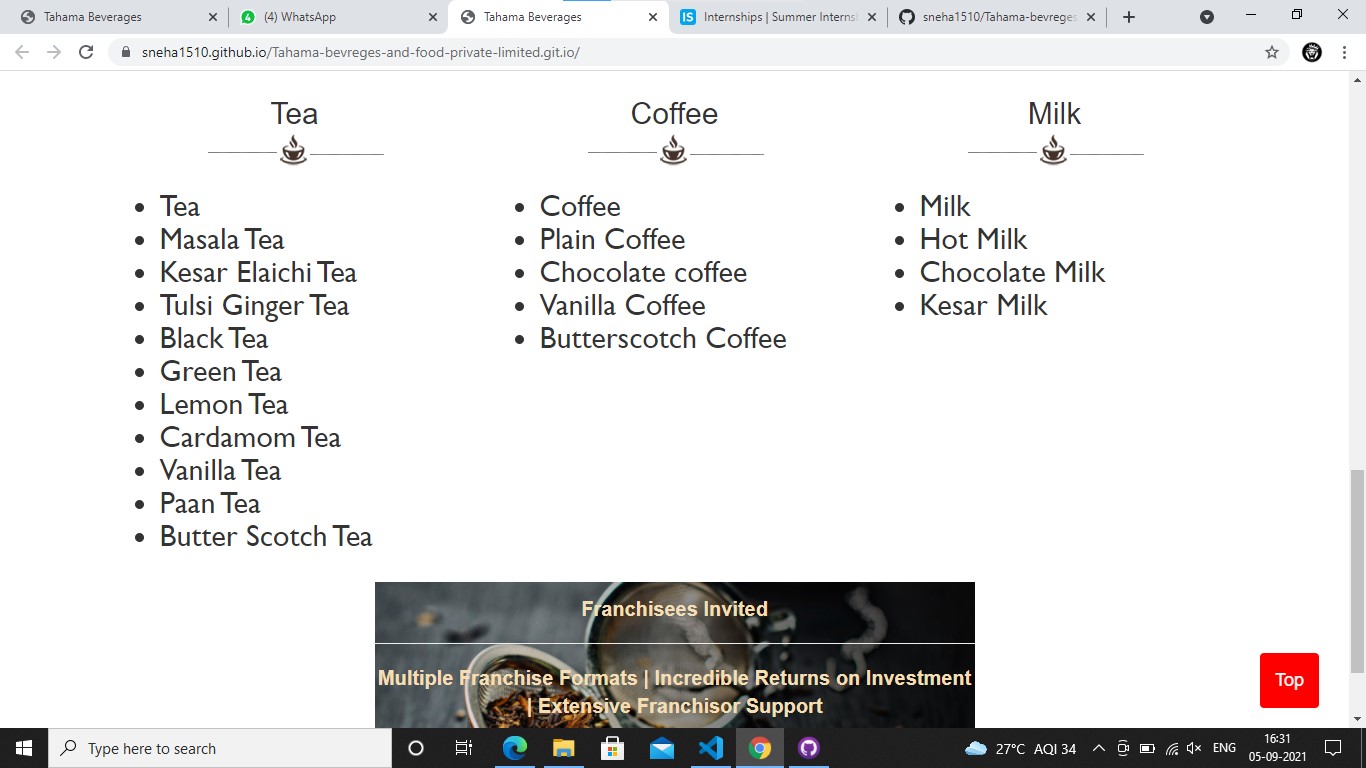 Tahama Beverages
(4) WhatsApp
Tahama Beverages
Internships | Summer Interns
sneha1510/Tahama-bevreges
sneha1510.github.io/Tahama-bevreges-and-food-private-limited.git.io/
Tea
Tea
Masala Tea
Kesar Elaichi Tea
Tulsi Ginger Tea
Black Tea
Green Tea
Lemon Tea
Cardamom Tea
Vanilla Tea
Paan Tea
Butter Scotch Tea
Coffee
Coffee
Plain Coffee
Chocolate coffee
Vanilla Coffee
Butterscotch Coffee
Milk
Milk
Hot Milk
Chocolate Milk
Kesar Milk
Franchisees Invited
Multiple Franchise Formats | Incredible Returns on Investment
| Extensive Franchisor Support
Top
Type here to search
27°C AQI 34
ENG
16:31
05-09-2021